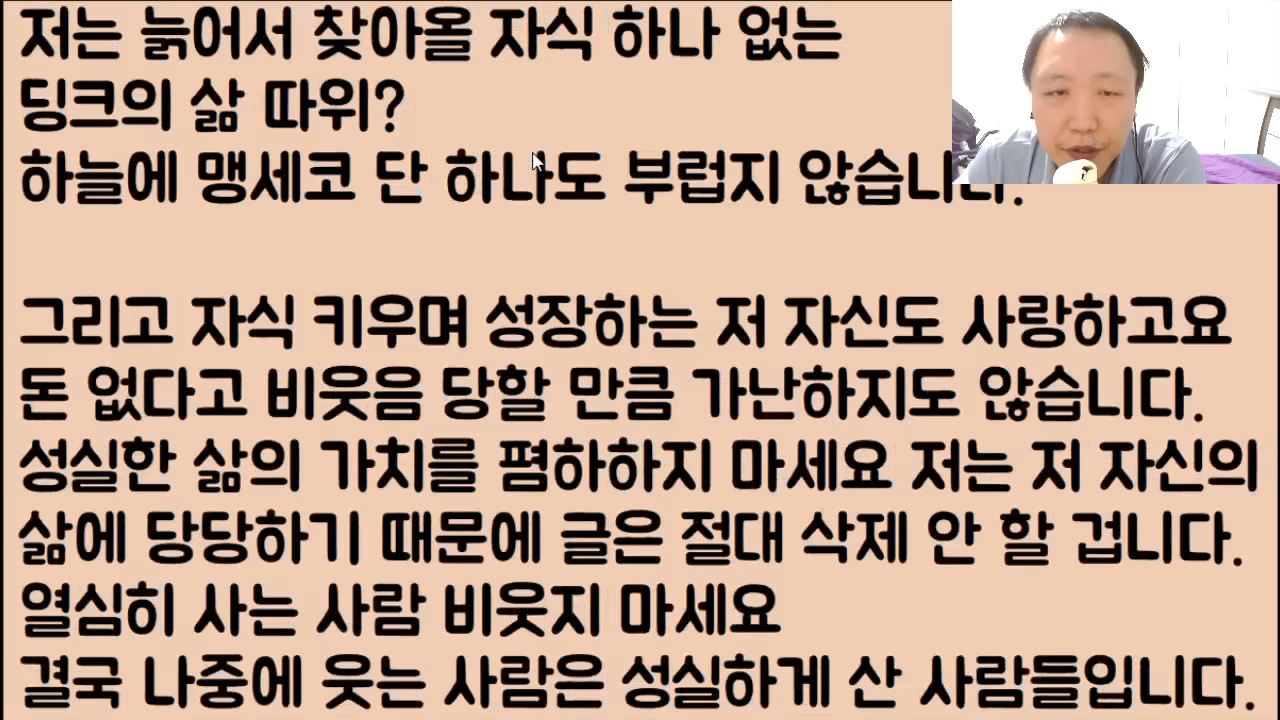 저는 늙어서 찾아올 자식 하나 없는
딩크의 삶 따위?
하늘에 맹세코 단 하나도 부럽지 않습니다.
그리고 자식 키우며 성장하는 저 자신도 사랑하고요
돈 없다고 비웃음 당할 만큼 가난하지도 않습니다.
성실한 삶의 가치를 폄하하지 마세요 저는 저 자신의
삶에 당당하기 때문에 글은 절대 삭제 안 할 겁니다.
열심히 사는 사람 비웃지 마세요
결국 나중에 웃는 사람은 성실하게 산 사람들입니다.